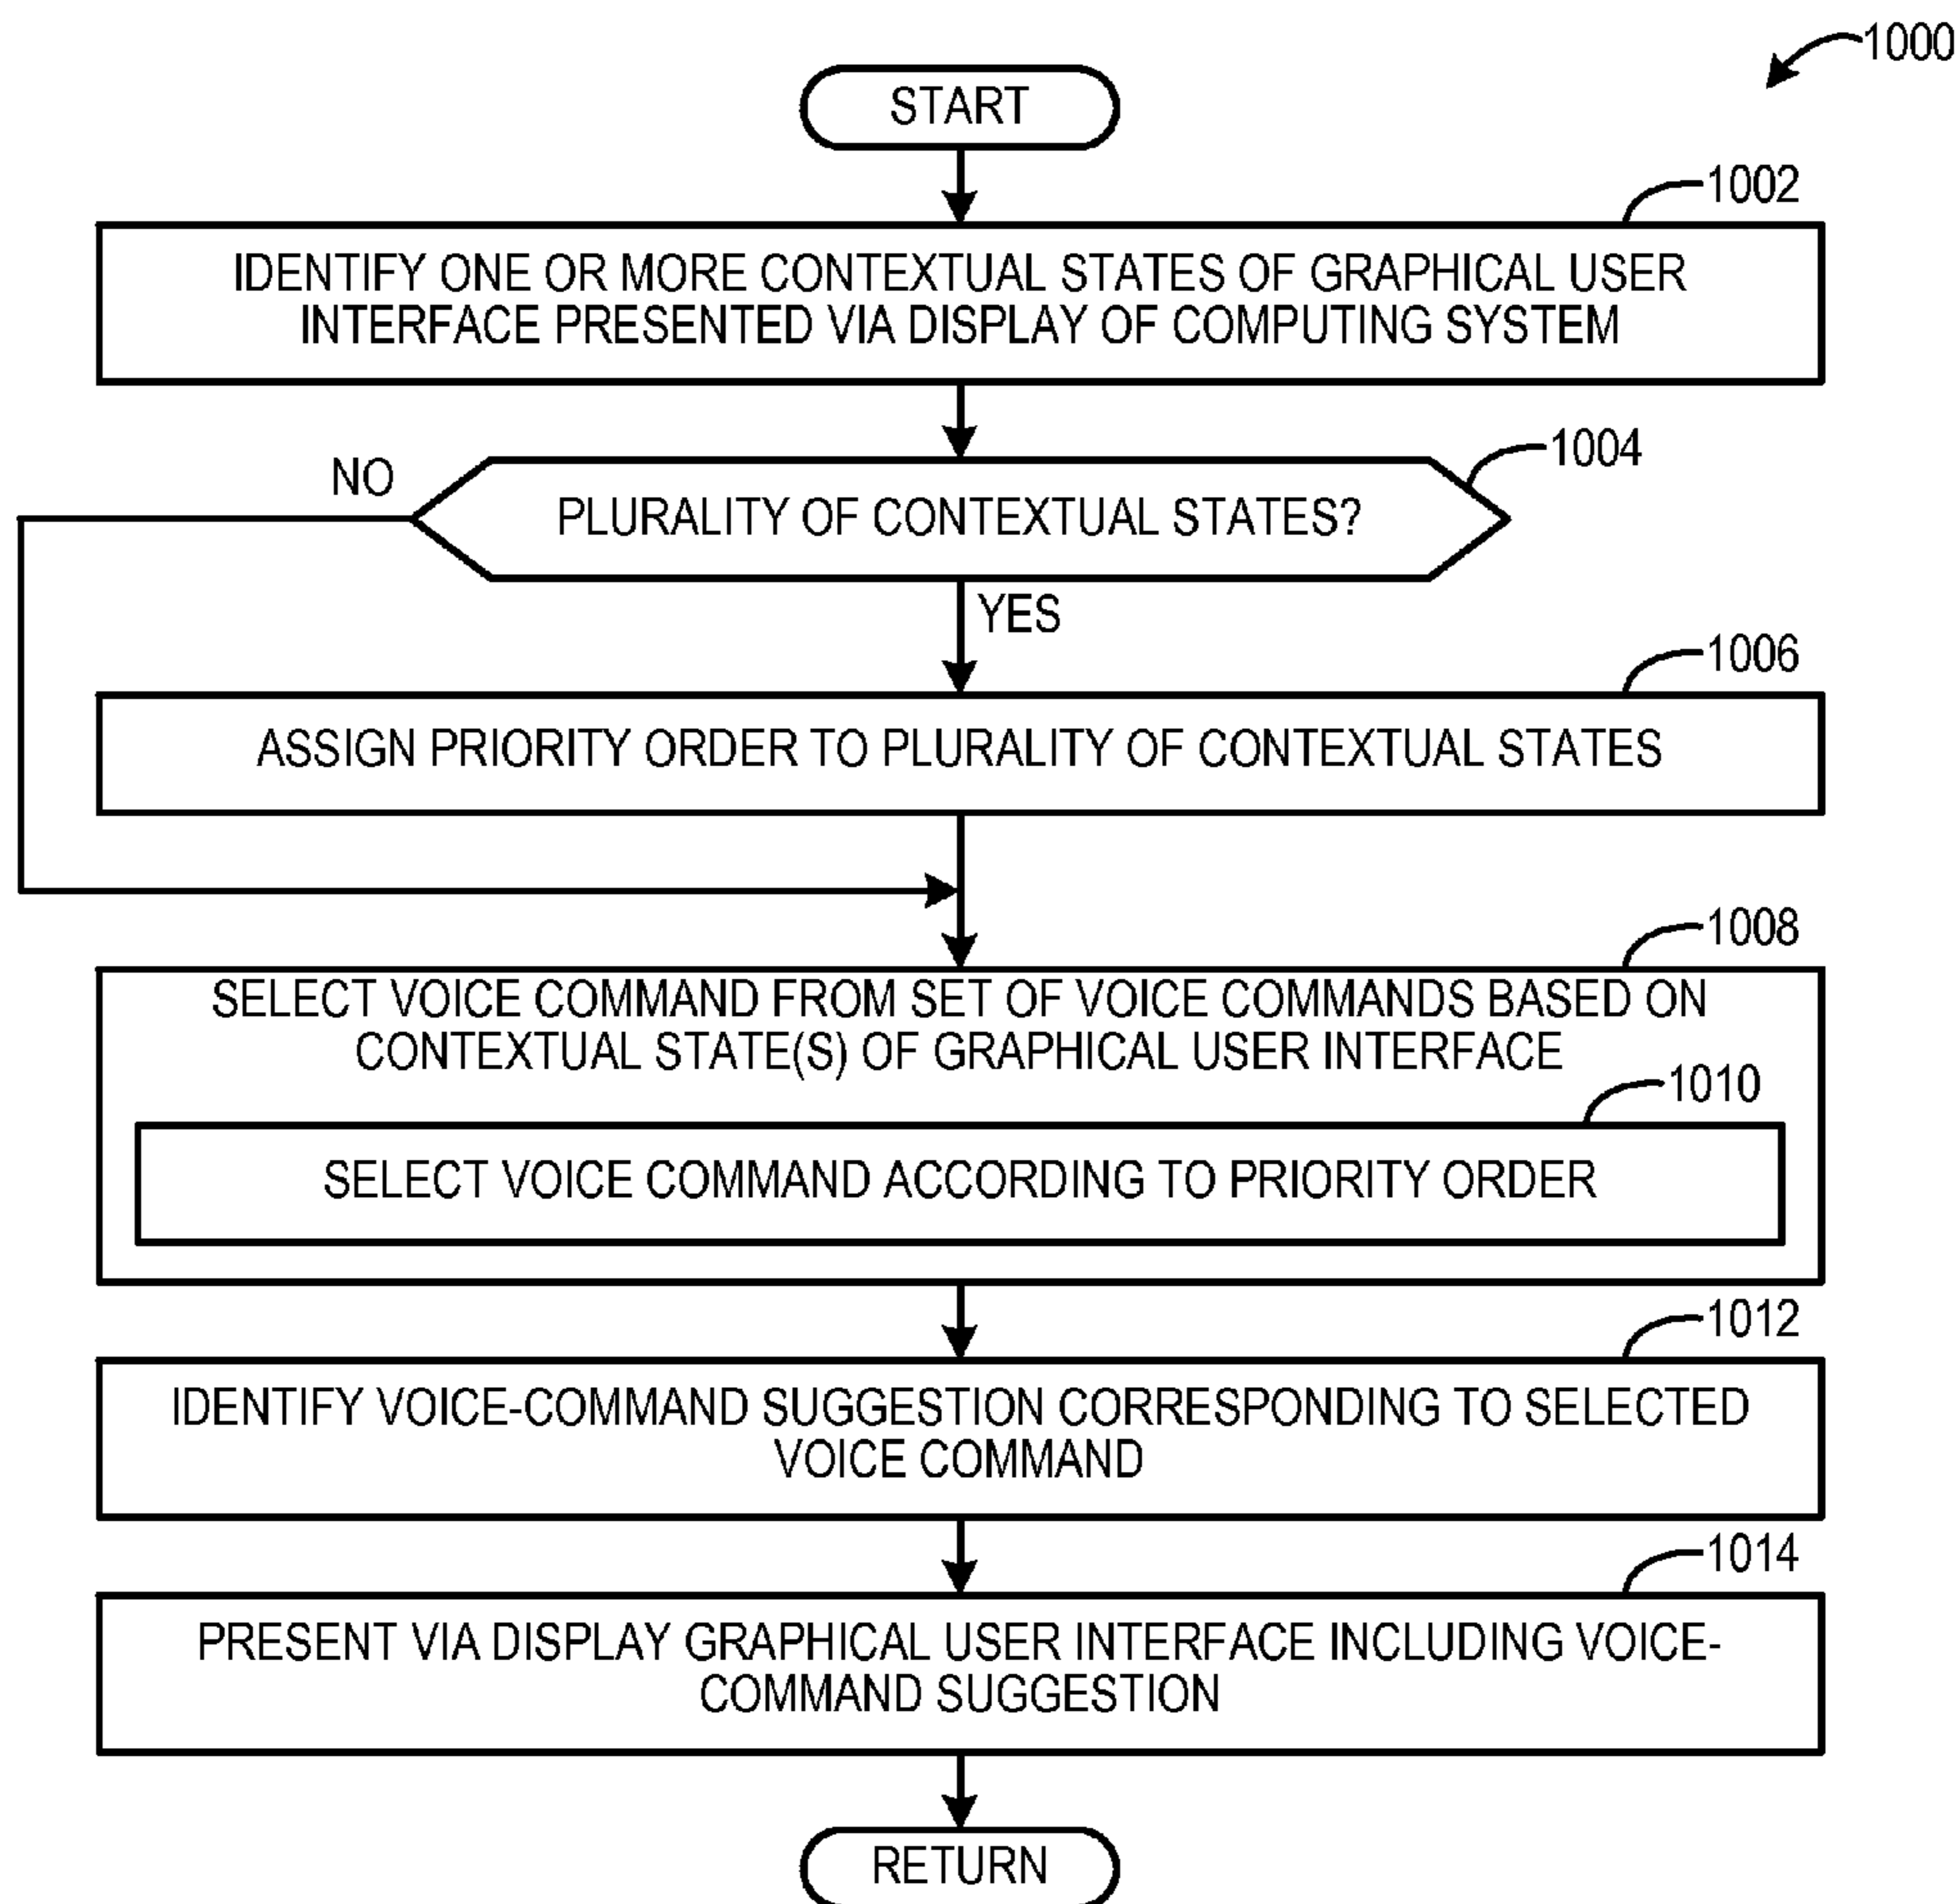 1000
START
1002
IDENTIFY ONE OR MORE CONTEXTUAL STATES OF GRAPHICAL USER
INTERFACE PRESENTED VIA DISPLAY OF COMPUTING SYSTEM
1004
NO
PLURALITY OF CONTEXTUAL STATES?
YES
1006
ASSIGN PRIORITY ORDER TO PLURALITY OF CONTEXTUAL STATES
1008
SELECT VOICE COMMAND FROM SET OF VOICE COMMANDS BASED ON
CONTEXTUAL STATE(S) OF GRAPHICAL USER INTERFACE
1010
SELECT VOICE COMMAND ACCORDING TO PRIORITY ORDER
1012
IDENTIFY VOICE-COMMAND SUGGESTION CORRESPONDING TO SELECTED
VOICE COMMAND
1014
PRESENT VIA DISPLAY GRAPHICAL USER INTERFACE INCLUDING VOICE-
COMMAND SUGGESTION
RETURN